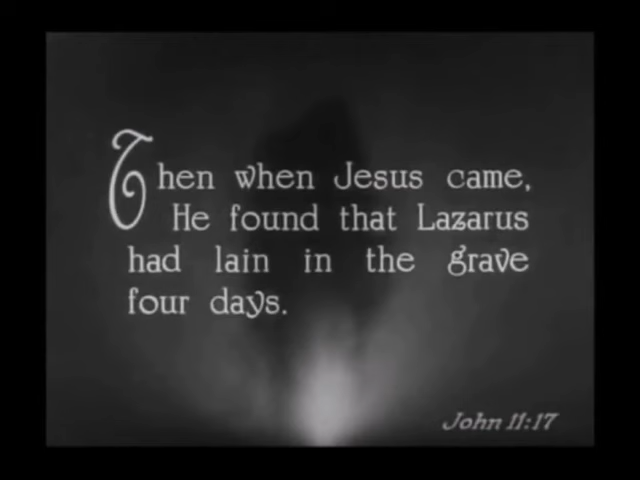 Then when Jesus came,
He found that Lazarus
had lain in the grave
four days.
John 11:17